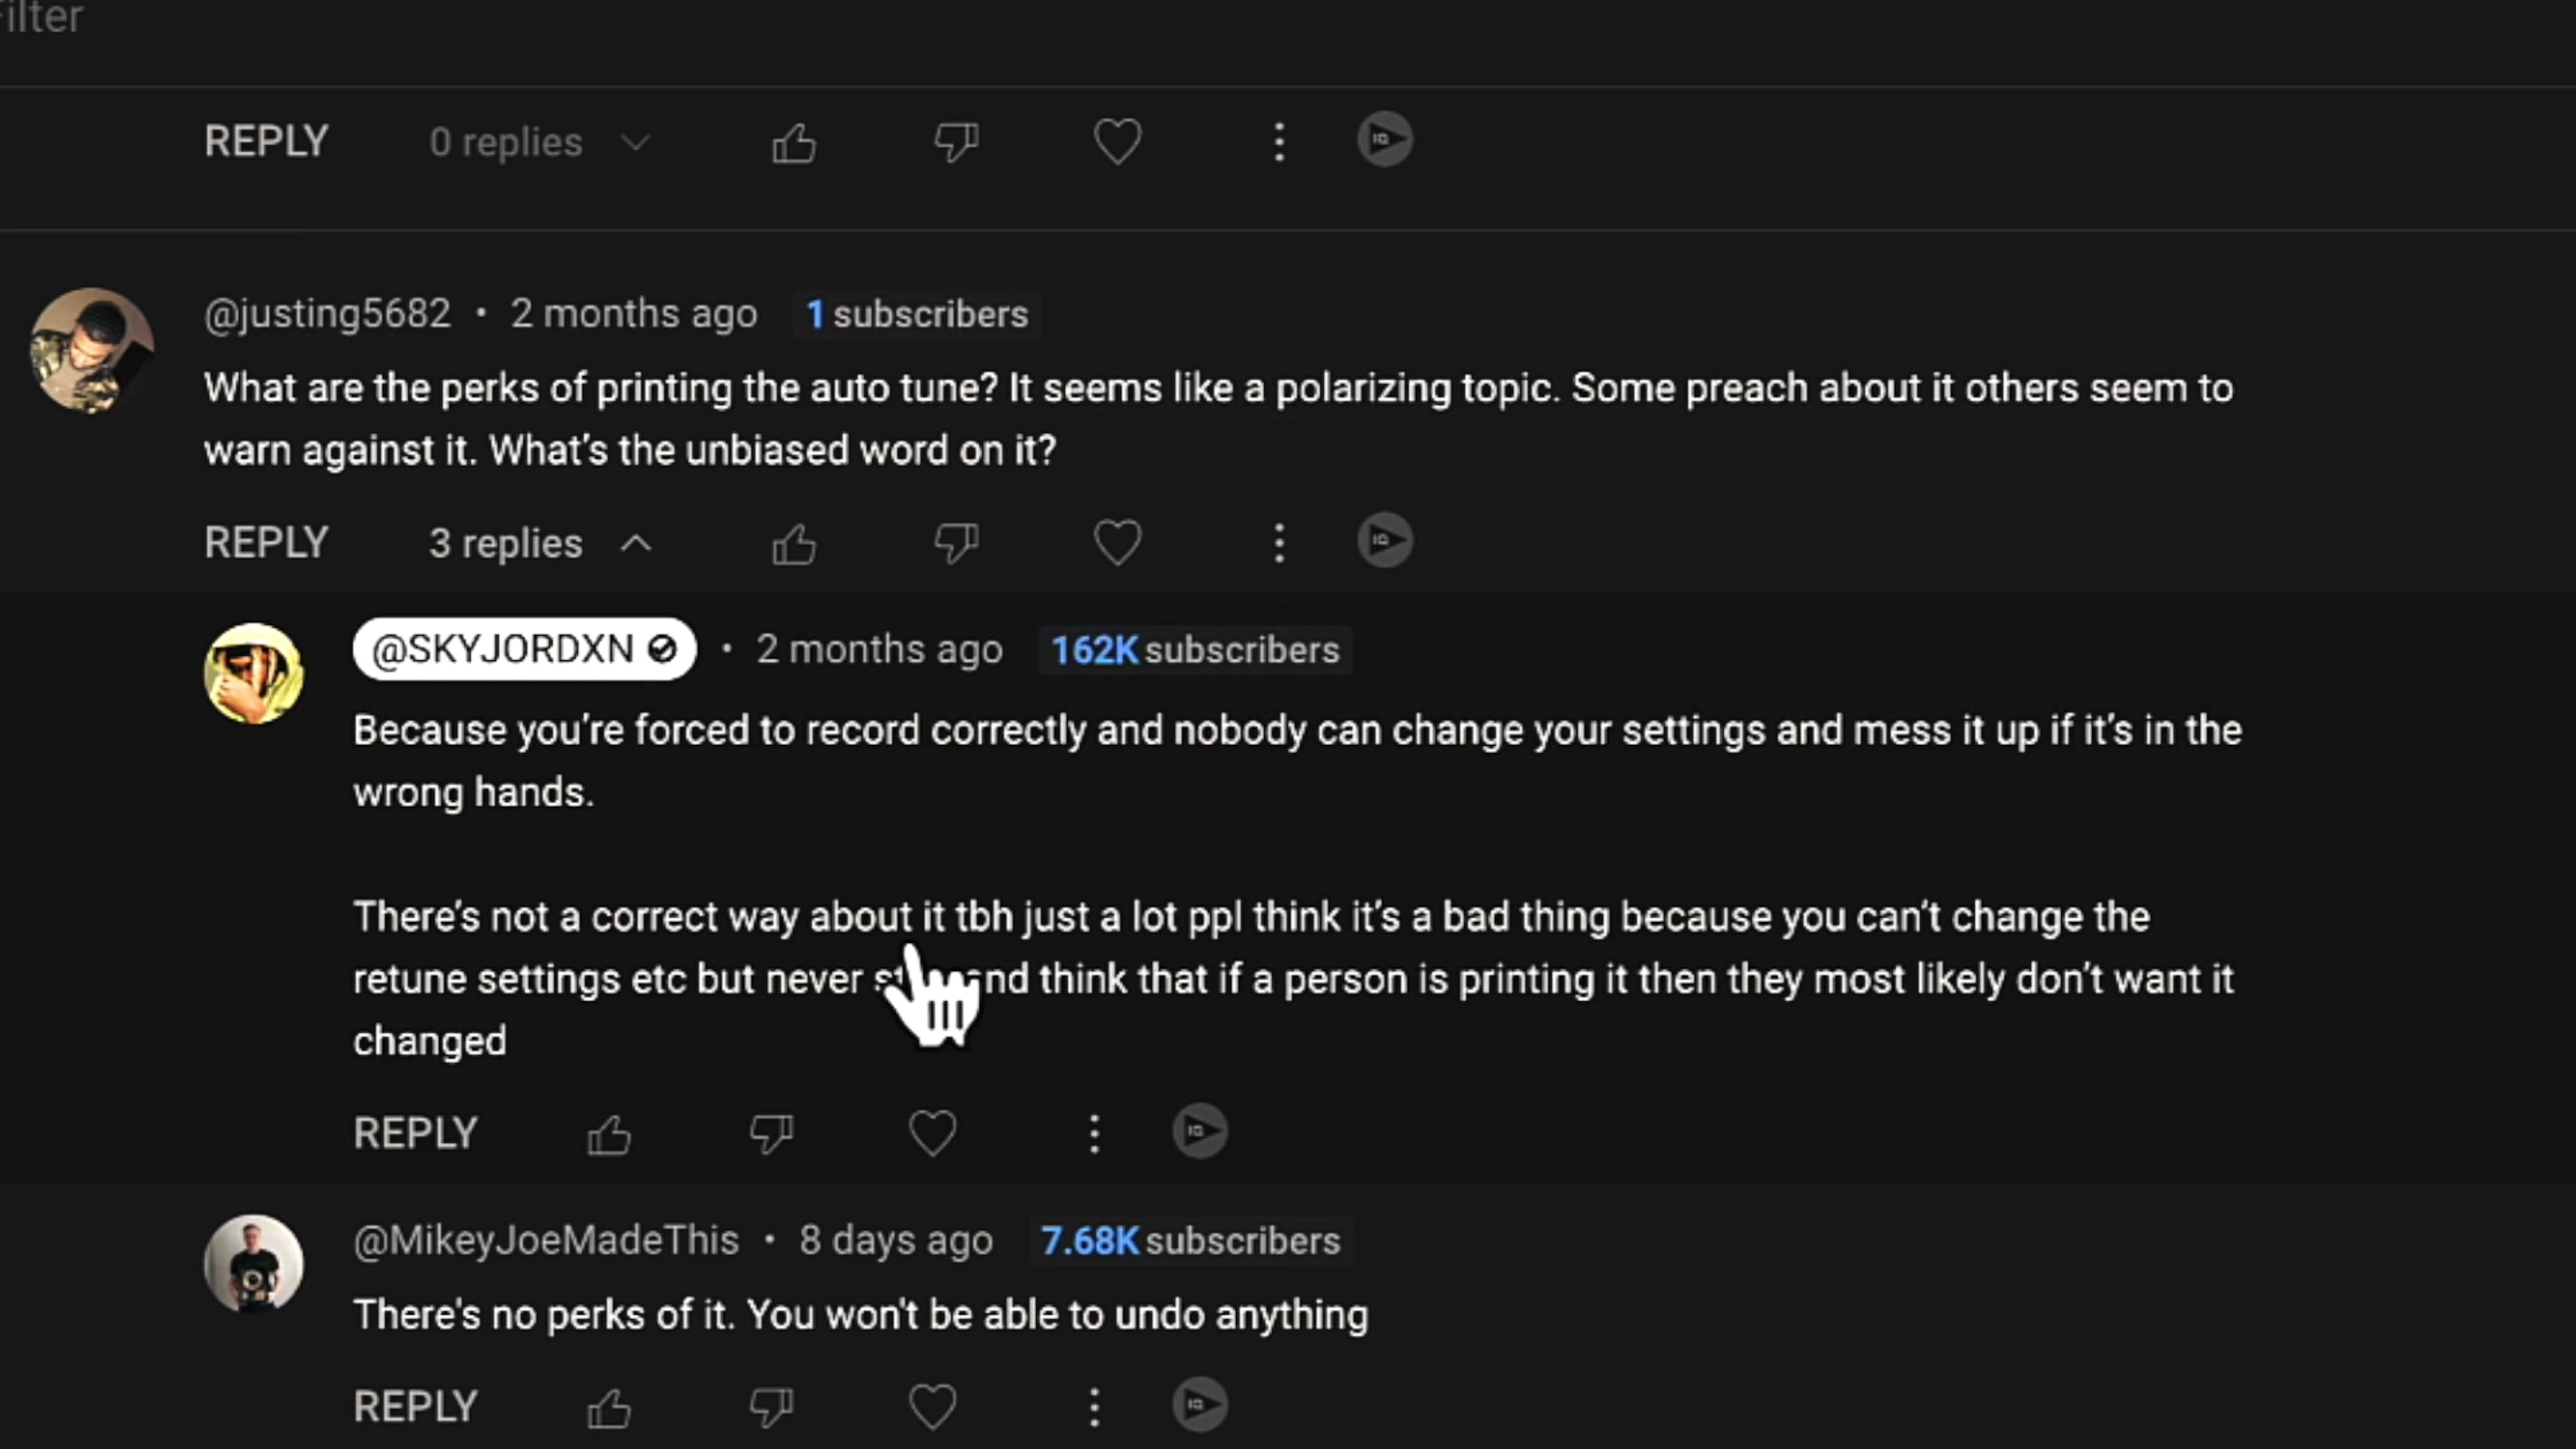 Filter
REPLY 0 replies
@justing5682 • 2 months ago 1 subscribers
What are the perks of printing the auto tune? It seems like a polarizing topic. Some preach about it others seem to
warn against it. What's the unbiased word on it?
REPLY 3 replies
@SKYJORDXN • 2 months ago 162K subscribers
Because you're forced to record correctly and nobody can change your settings and mess it up if it's in the
wrong hands.
There's not a correct way about it tbh just a lot ppl think it's a bad thing because you can't change the
retune settings etc but never and think that if a person is printing it then they most likely don't want it
changed
REPLY
@MikeyJoeMadeThis • 8 days ago 7.68K subscribers
There's no perks of it. You won't be able to undo anything
REPLY